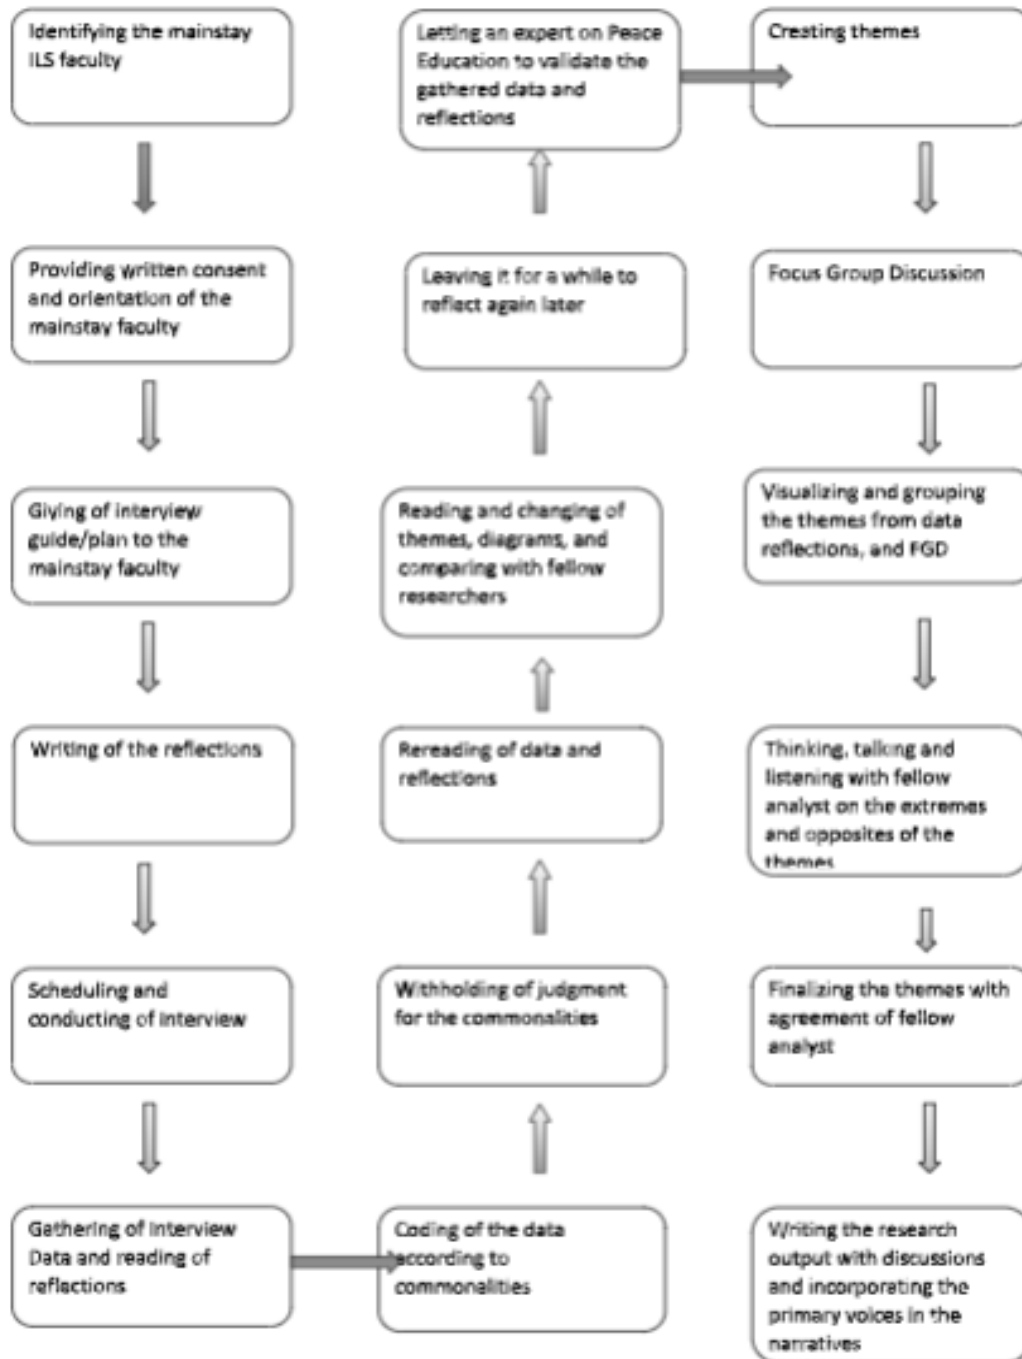 Identifying the mainstay
ILS faculty
Providing written consent
and orientation of the
mainstay faculty
Giving of interview
guide/plan to the
mainstay faculty
Writing of the reflections
Scheduling and
conducting of Interview
Gathering of Interview
Data and reading of
reflections
Coding of the data
according to
commonalities
Withholding of judgment
for the commonalities
Rereading of data and
reflections
Reading and changing of
themes, diagrams, and
comparing with fellow
researchers
Leaving it for a while to
reflect again later
Letting an expert on Peace
Education to validate the
gathered data and
reflections
Creating themes
Focus Group Discussion
Visualizing and grouping
the themes from data
reflections, and FGD
Thinking, talking and
listening with fellow
analyst on the extremes
and opposites of the
themes
Finalizing the themes with
agreement of fellow
analyst
Writing the research
output with discussions
and incorporating the
primary voices in the
narratives